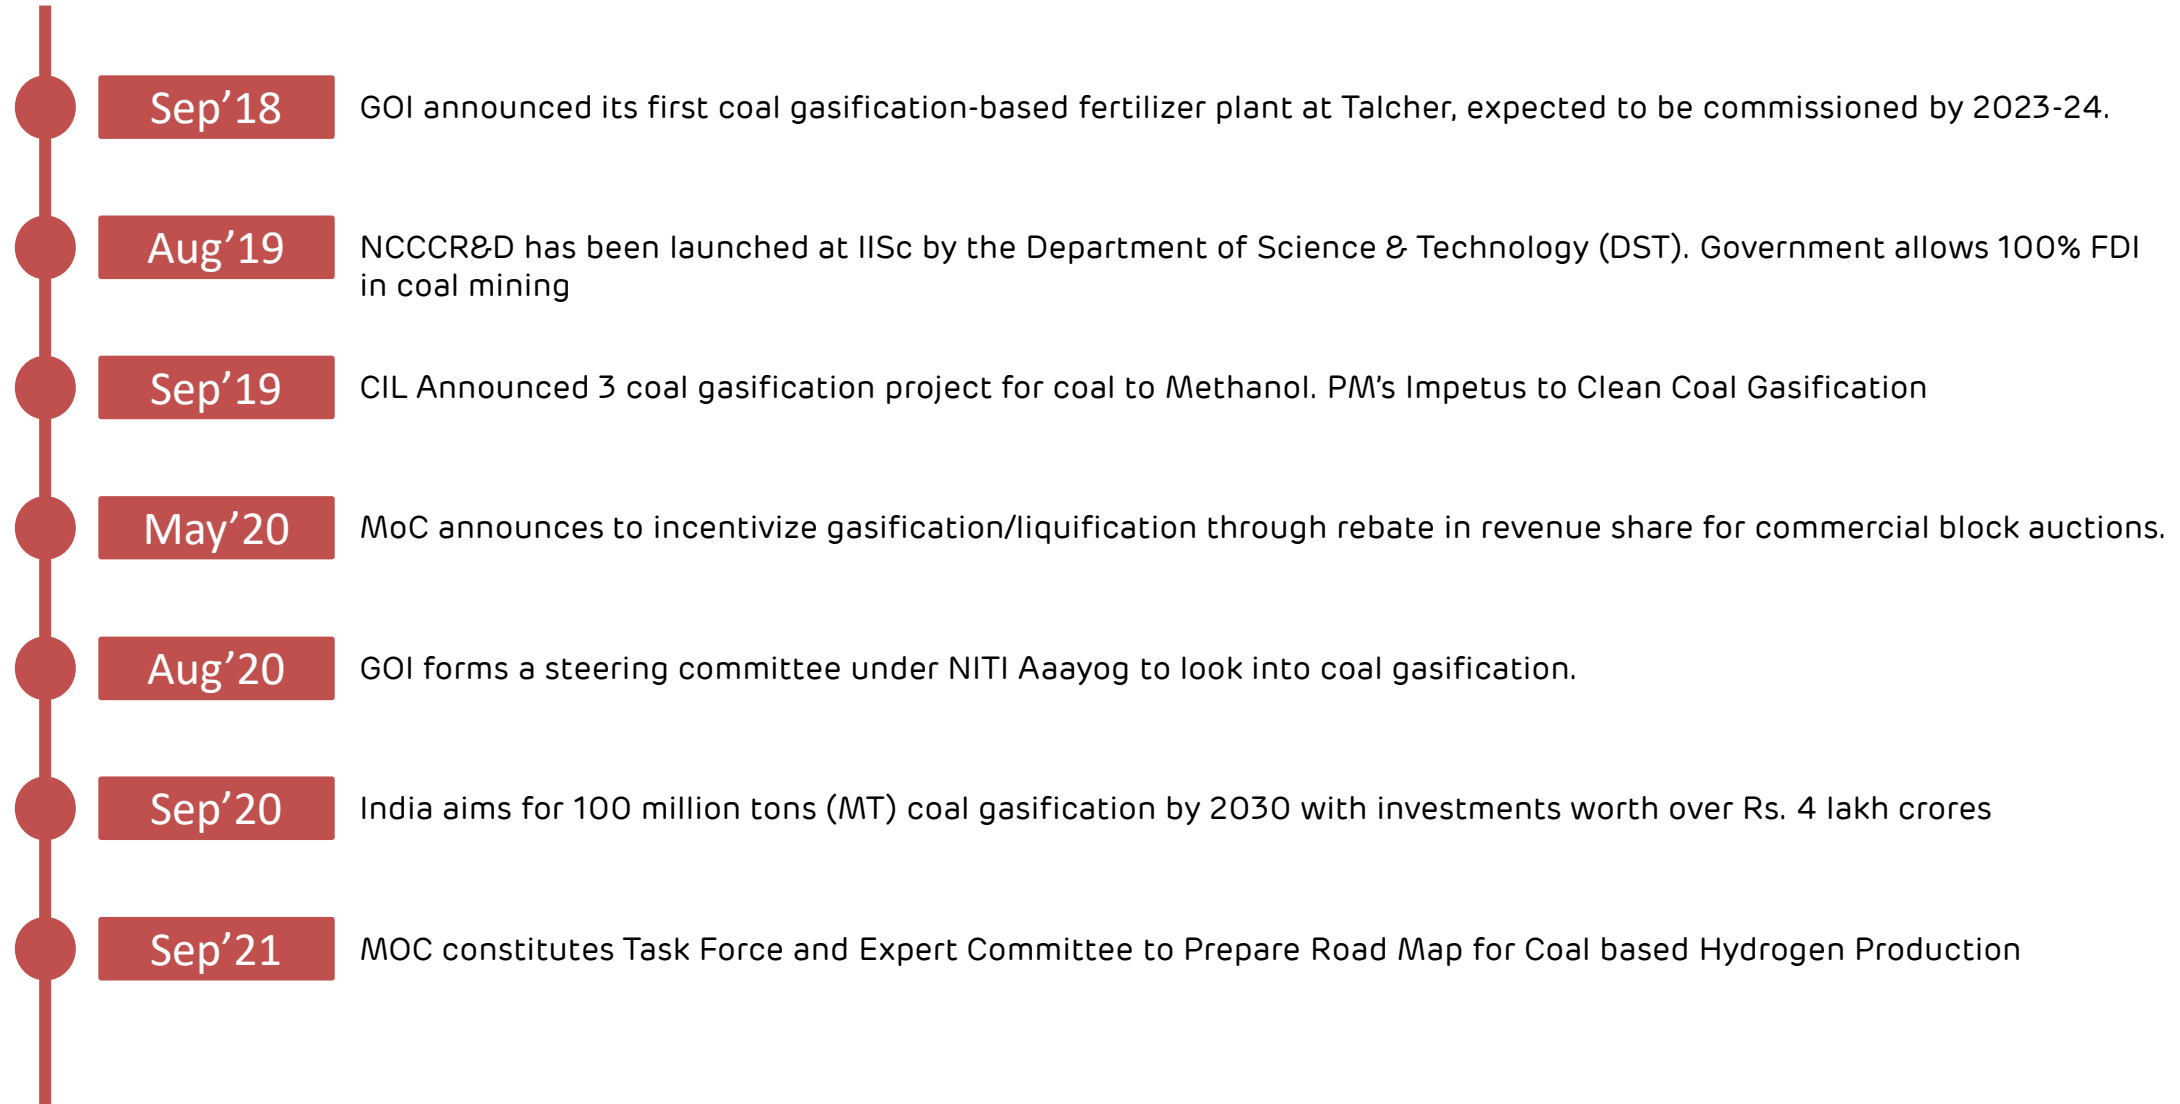 Sep’18
GOI announced its first coal gasification-based fertilizer plant at Talcher, expected to be commissioned by 2023-24.
Aug’19
NCCCR&D has been launched at IISc by the Department of Science & Technology (DST). Government allows 100% FDI
in coal mining
Sep’19
CIL Announced 3 coal gasification project for coal to Methanol. PM’s Impetus to Clean Coal Gasification
May’20
MoC announces to incentivize gasification/liquification through rebate in revenue share for commercial block auctions.
Aug’20
GOI forms a steering committee under NITI Aaayog to look into coal gasification.
Sep’20
India aims for 100 million tons (MT) coal gasification by 2030 with investments worth over Rs. 4 lakh crores
Sep’21
MOC constitutes Task Force and Expert Committee to Prepare Road Map for Coal based Hydrogen Production